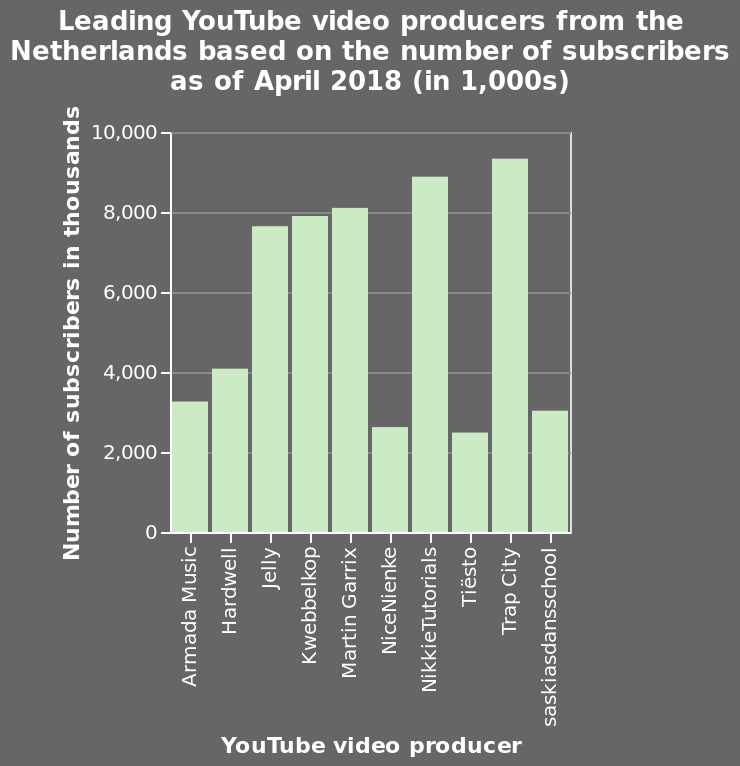 Leading YouTube video producers from the
Netherlands based on the number of subscribers
as of April 2018 (in 1,000s)
Number of subscribers in thousands
10,000
8,000
6,000
4,000
2,000
0
Armada Music
Hardwell
Jelly
Kwebbelkop
Martin Garrix
NiceNienke
NikkieTutorials
Tiësto
Trap City
saskiasdansschool
YouTube video producer